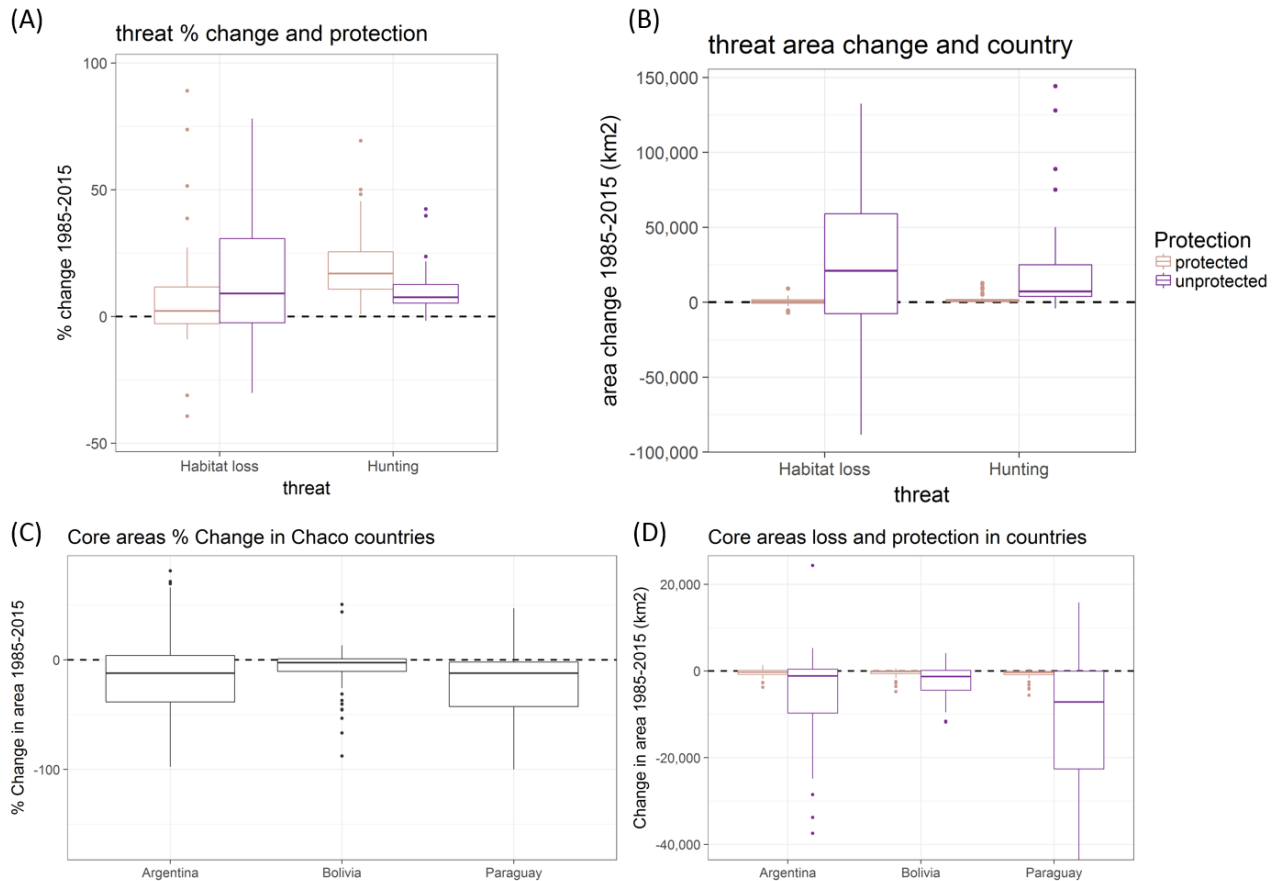 (A)
threat % change and protection
% change 1985-2015
100
50
0
-50
Habitat loss
Hunting
threat
(B)
threat area change and country
area change 1985-2015 (km2)
150,000
100,000
50,000
0
-50,000
-100,000
Habitat loss
Hunting
threat
Protection
protected
unprotected
(C)
Core areas % Change in Chaco countries
% Change in area 1985-2015
0
-100
Argentina
Bolivia
Paraguay
(D)
Core areas loss and protection in countries
Change in area 1985-2015 (km2)
20,000
0
-20,000
-40,000
Argentina
Bolivia
Paraguay